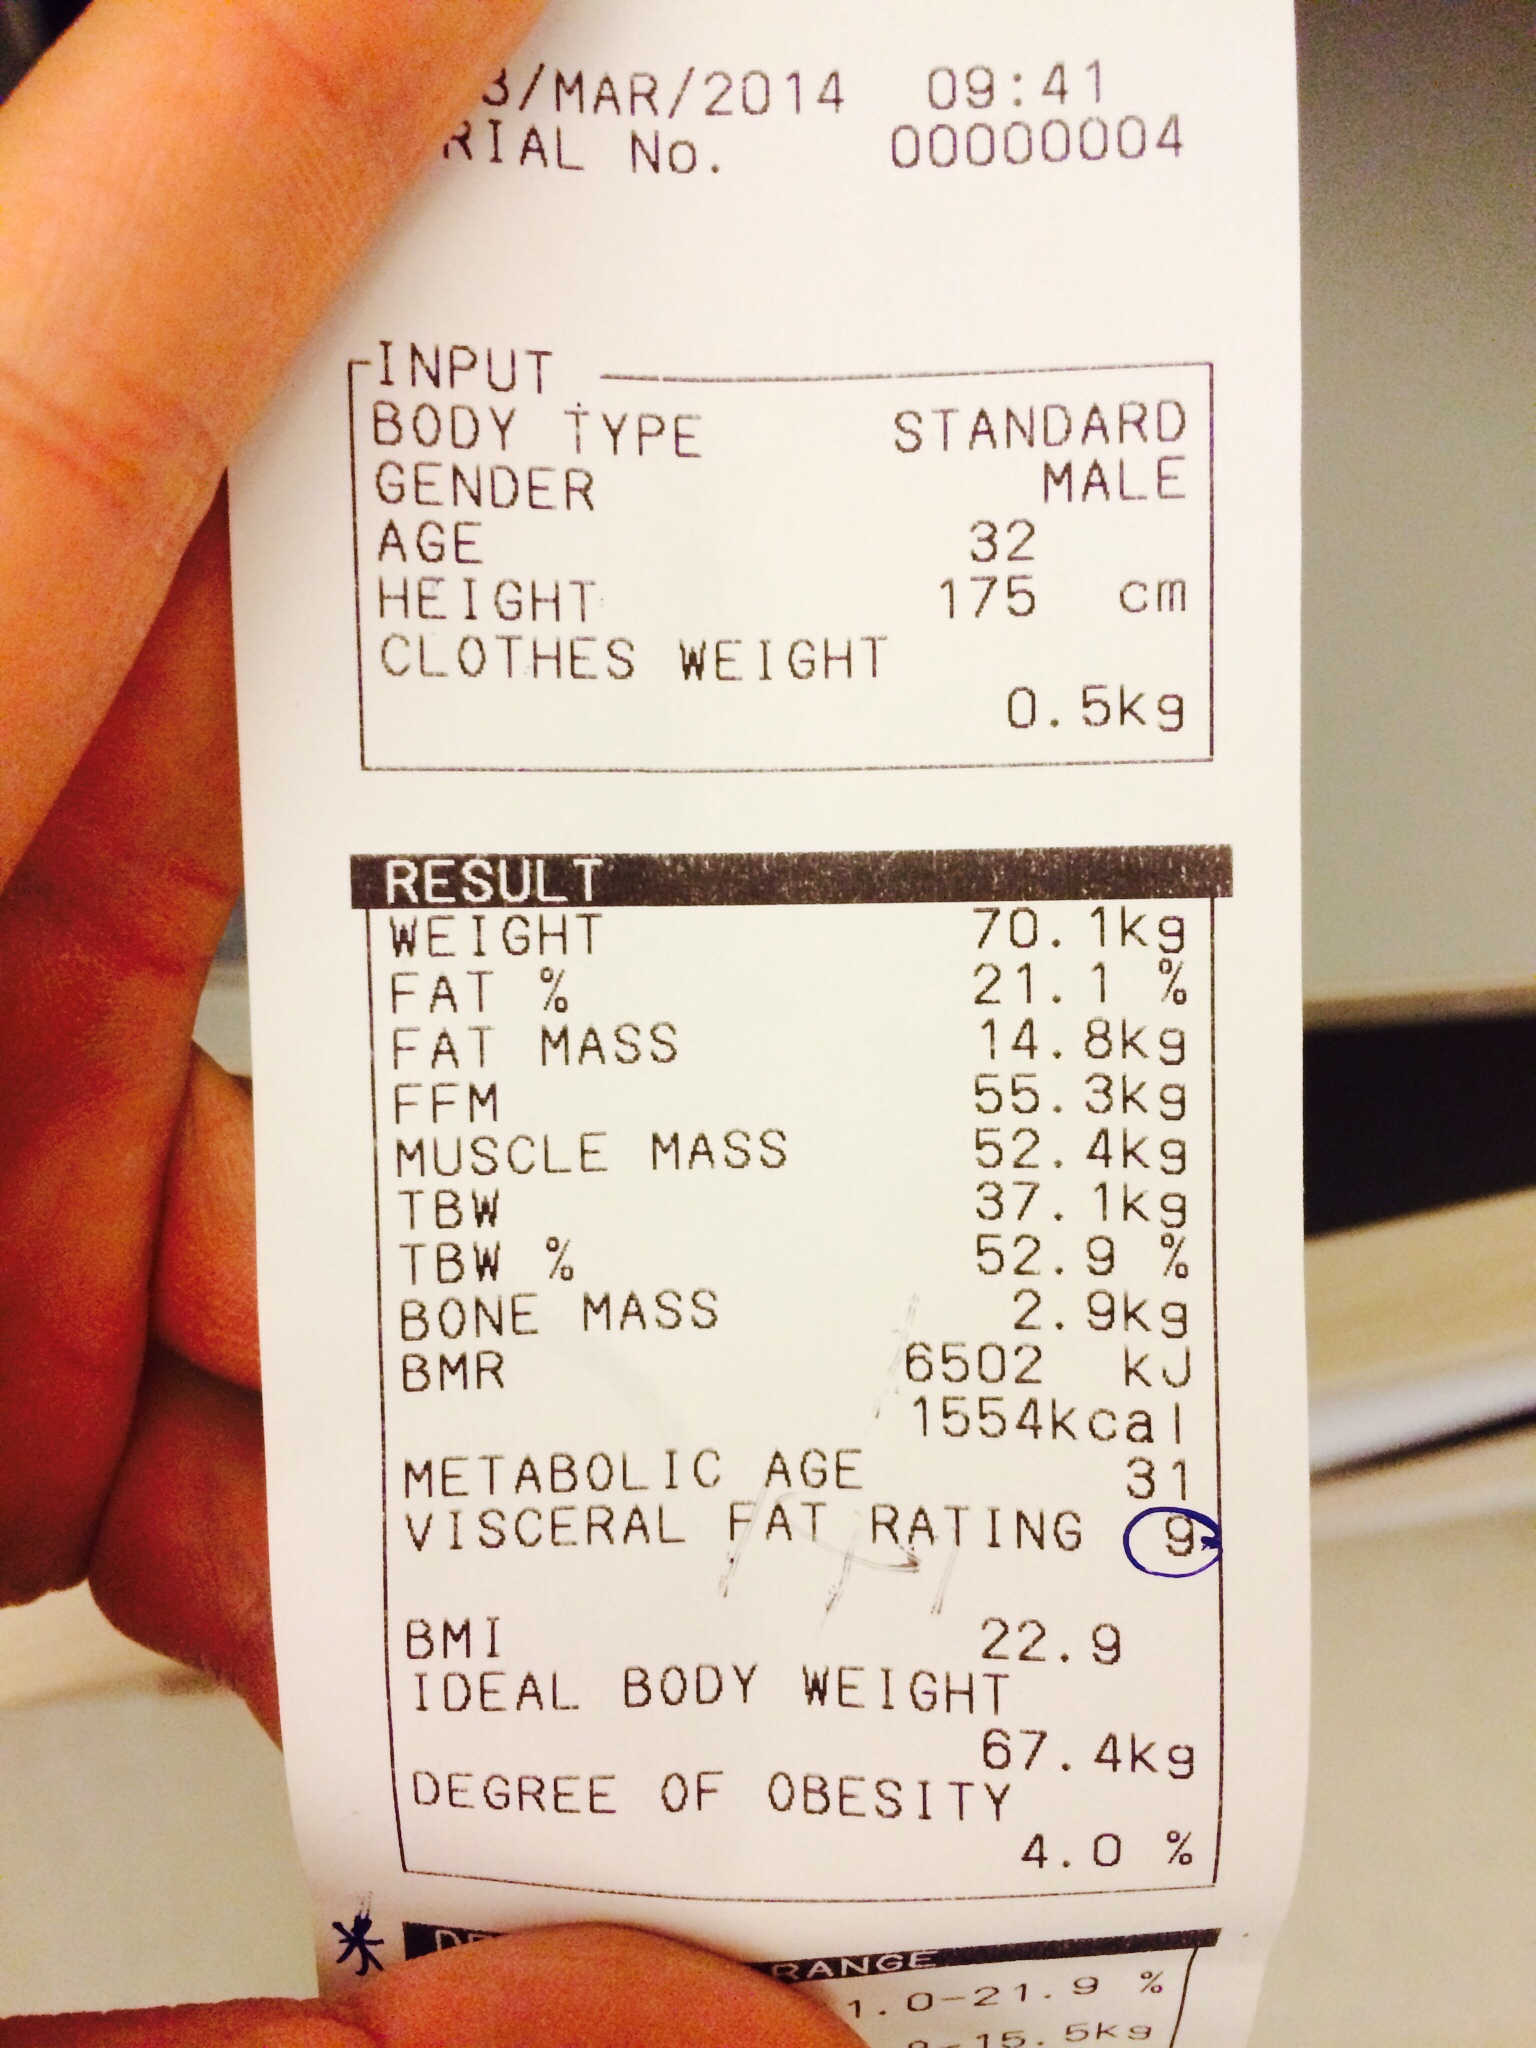 3/MAR/2014 09:41
RIAL No. 00000004
INPUT
BODY TYPE STANDARD
GENDER MALE
AGE 32
HEIGHT 175 cm
CLOTHES WEIGHT
0.5kg
RESULT
WEIGHT 70.1kg
FAT % 21.1 %
FAT MASS 14.8kg
FFM 55.3kg
MUSCLE MASS 52.4kg
TBW 37.1kg
TBW % 52.9 %
BONE MASS 2.9kg
BMR 6502 kJ
1554kcal
METABOLIC AGE 31
VISCERAL FAT RATING 9
BMI 22.9
IDEAL BODY WEIGHT
67.4kg
DEGREE OF OBESITY
4.0 %
RANGE
1.0-21.9 %
-15.5kg